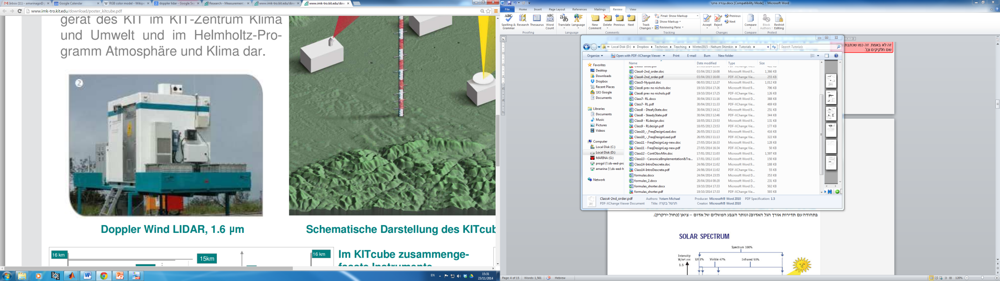 Inbox (11) - amarinago@
Google Calendar
RGB color model - Wikip
doppler lidar - Google Sc
Research - Measurement
www.imk-tro.kit.edu/dow
www.imk-tro.kit.edu/dow
www.imk-tro.kit.edu/download/poster_kitcube.pdf
gerät des KIT im KIT-Zentrum Klima
und Umwelt und im Helmholtz-Pro-
gramm Atmosphäre und Klima dar.
2
Doppler Wind LIDAR, 1.6 µm
Schematische Darstellung des KITcub
16 km
15km
16 km
Im KITcube zusammenge-
fasste Instrumente
EN
15:31
23/11/2014
.docx [Compatibility Mode] - Microsoft Word
File Home Insert Page Layout References Mailings Review View
Spelling & Grammar Research Thesaurus Word Count
Translate Language
New Comment Delete Previous Next
Track Changes
Final: Show Markup
Show Markup
Reviewing Pane
Accept Reject
Previous
Next
Compare
Block Authors Restrict Editing
Proofing Language Comments Tracking Changes Compare Protect
זה לא באמת. זה כמו שכתבת
שם חלקיקים וכו'.
Local Disk (D:) Dropbox Technion Teaching Winter2015 - Nahum Shimkin Tutorials
Search Tutorials
Organize Open with PDF-XChange Viewer Print E-mail Burn New folder
Favorites
Desktop
Downloads
Dropbox
Recent Places
Google כונן
Documents
Libraries
Documents
Music
Pictures
Videos
Computer
Local Disk (C:)
Local Disk (D:)
MARINA (G:)
progsl (\\ds-eed-prc
amarina (\\ds-eed-h
Network
Name Date modified Type Size
Class4-2nd_order.doc 03/04/2013 16:08 Microsoft Word 9... 1,366 KB
Class4-2nd_order.pdf 03/04/2013 16:00 PDF-XChange Vie... 255 KB
Class5-Nyquist.doc 08/03/2012 12:27 Microsoft Word 9... 1,012 KB
Class6 prev no nichols.doc 19/10/2014 17:26 Microsoft Word 9... 796 KB
Class6 prev no nichols.pdf 19/10/2014 17:25 PDF-XChange Vie... 126 KB
Class7- RL.docx 30/04/2013 11:16 Microsoft Word D... 388 KB
Class7- RL.pdf 30/04/2013 11:33 PDF-XChange Vie... 469 KB
Class8 - DteafyState.doc 30/04/2013 14:12 Microsoft Word 9... 251 KB
Class8 - SteadyState.pdf 30/04/2013 12:46 PDF-XChange Vie... 344 KB
Class9 - RLdesign.doc 18/05/2013 23:53 Microsoft Word 9... 131 KB
Class9 - RLdesign.pdf 18/05/2013 23:53 PDF-XChange Vie... 177 KB
Class10_-_FreqDesignLead.doc 26/05/2013 11:13 Microsoft Word 9... 416 KB
Class10_-_FreqDesignLead.pdf 26/05/2013 11:13 PDF-XChange Vie... 322 KB
Class11 - FreqDesignLag-new.doc 27/05/2014 16:33 Microsoft Word 9... 128 KB
Class11 - FreqDesignLag-new.pdf 27/05/2014 16:34 PDF-XChange Vie... 50 KB
Class12 - ContObsvMin.doc 17/01/2012 11:03 Microsoft Word 9... 1,597 KB
Class13 - CanonicalImplementation&Tra... 17/01/2012 11:03 Microsoft Word 9... 150 KB
Class14-IntroDescrete.doc 24/06/2014 11:02 Microsoft Word 9... 188 KB
Class14-IntroDescrete.pdf 24/06/2014 11:02 PDF-XChange Vie... 55 KB
formulas.docx 24/04/2014 23:55 Microsoft Word D... 353 KB
formulas_2.docx 20/04/2014 00:20 Microsoft Word D... 231 KB
formulas_shorter.docx 19/10/2014 17:33 Microsoft Word D... 502 KB
formulas_shorter.pdf 19/10/2014 17:33 PDF-XChange Vie... 593 KB
Class4-2nd_order.pdf Authors: Yotam Michael Producer: Microsoft® Word 2010 PDF Specification: 1.5
PDF-XChange Viewer Document Title: תרגול בקרה Creator: Microsoft® Word 2010
בתחודה עם תדירות אורך הגל האדום) ונותר הצבע המשלים של אדום – ציאן (כחול-ירקרק).
SOLAR SPECTRUM
Spectrum 100%
Intensity
W/m².nm
UV 2% Visible 47% Infrared 51%
1.5
Page: 4 of 15 Words: 1,561 Hebrew
120%